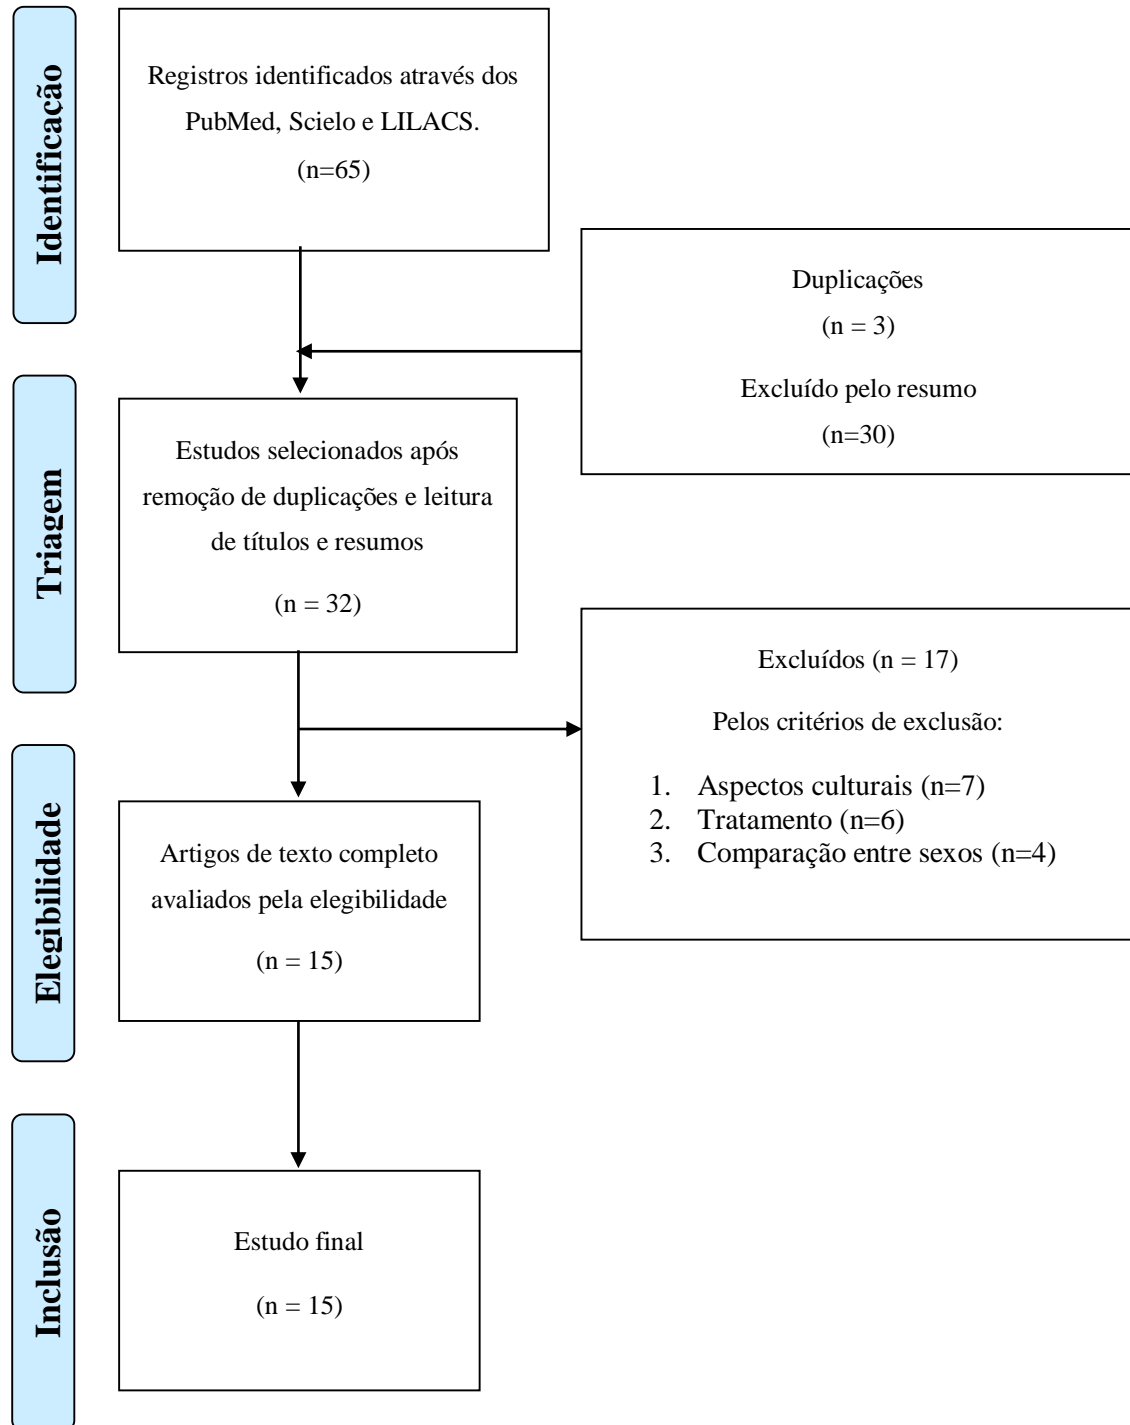 Identificação
Registros identificados através dos
PubMed, Scielo e LILACS.
(n=65)
Duplicações
(n = 3)
Excluído pelo resumo
(n=30)
Triagem
Estudos selecionados após
remoção de duplicações e leitura
de títulos e resumos
(n = 32)
Excluídos (n = 17)
Pelos critérios de exclusão:
1. Aspectos culturais (n=7)
2. Tratamento (n=6)
3. Comparação entre sexos (n=4)
Elegibilidade
Artigos de texto completo
avaliados pela elegibilidade
(n = 15)
Inclusão
Estudo final
(n = 15)